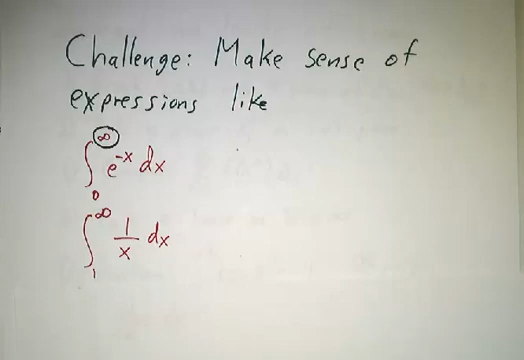 Challenge: Make sense of
expressions like
∫₀^∞ e^{-x} dx
∫₁^∞ 1/x dx